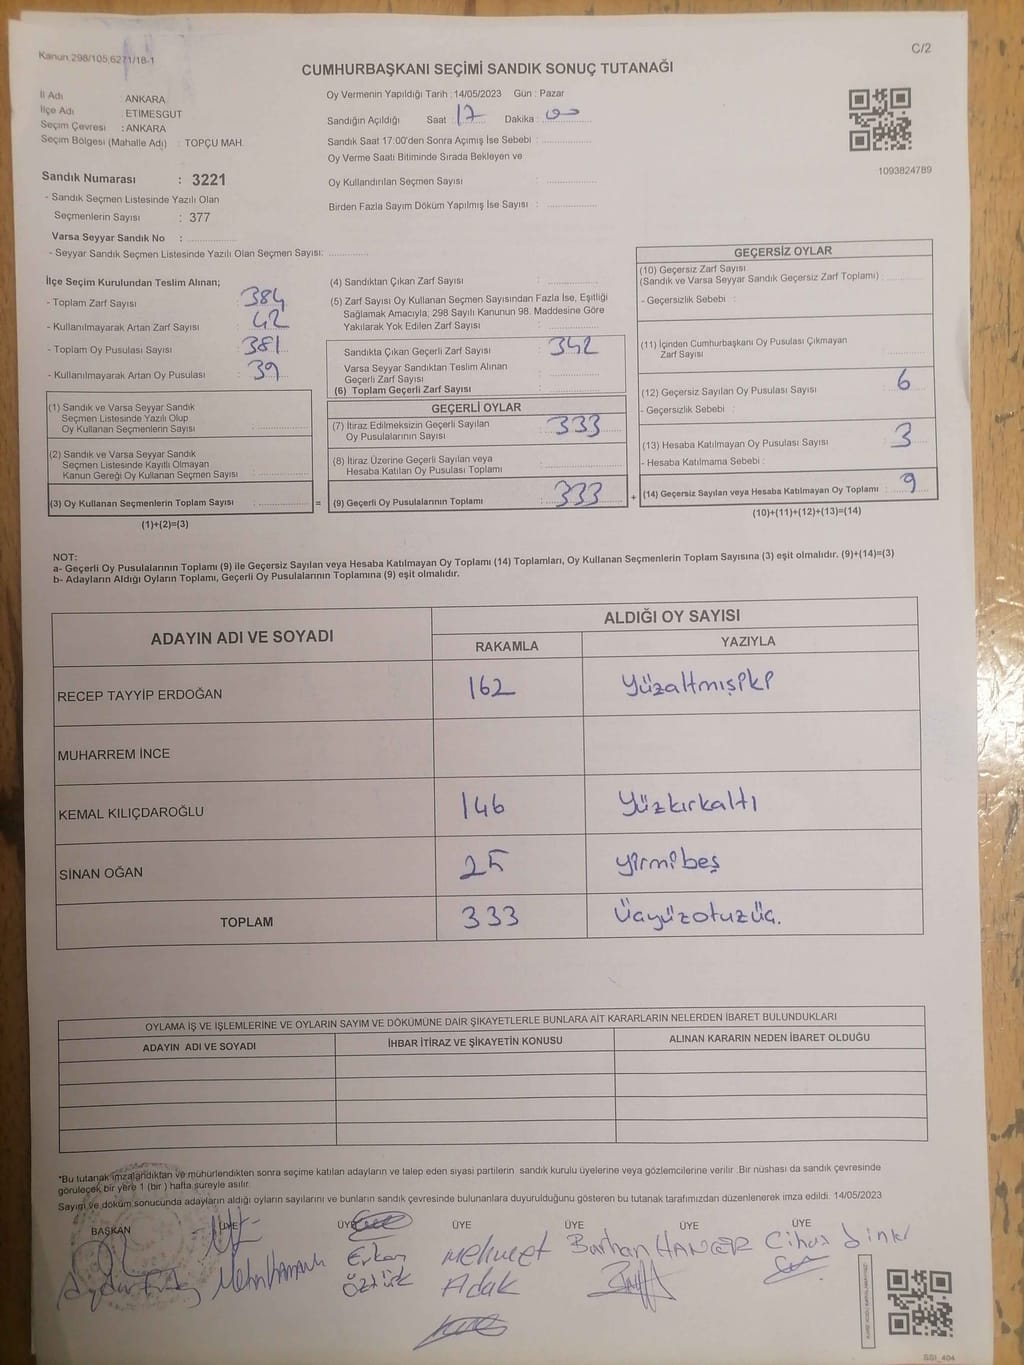 Kanun 298/105,6271/18-1
C/2
CUMHURBAŞKANI SEÇİMİ SANDIK SONUÇ TUTANAĞI
İl Adı : ANKARA
İlçe Adı : ETİMESGUT
Seçim Çevresi : ANKARA
Seçim Bölgesi (Mahalle Adı) : TOPÇU MAH.
Sandık Numarası : 3221
- Sandık Seçmen Listesinde Yazılı Olan
Seçmenlerin Sayısı : 377
Varsa Seyyar Sandık No :
- Seyyar Sandık Seçmen Listesinde Yazılı Olan Seçmen Sayısı:
Oy Vermenin Yapıldığı Tarih : 14/05/2023 Gün : Pazar
Sandığın Açıldığı Saat : 17 Dakika : 00
Sandık Saat 17:00'den Sonra Açımış İse Sebebi :
Oy Verme Saati Bitiminde Sırada Bekleyen ve
Oy Kullandırılan Seçmen Sayısı :
Birden Fazla Sayım Döküm Yapılmış İse Sayısı :
1093824789
İlçe Seçim Kurulundan Teslim Alınan;
- Toplam Zarf Sayısı : 384
- Kullanılmayarak Artan Zarf Sayısı : 42
- Toplam Oy Pusulası Sayısı : 381
- Kullanılmayarak Artan Oy Pusulası : 39
(1) Sandık ve Varsa Seyyar Sandık
Seçmen Listesinde Yazılı Olup
Oy Kullanan Seçmenlerin Sayısı :
(2) Sandık ve Varsa Seyyar Sandık
Seçmen Listesinde Kayıtlı Olmayan
Kanun Gereği Oy Kullanan Seçmen Sayısı :
(3) Oy Kullanan Seçmenlerin Toplam Sayısı : =
(1)+(2)=(3)
(4) Sandıktan Çıkan Zarf Sayısı :
(5) Zarf Sayısı Oy Kullanan Seçmen Sayısından Fazla İse, Eşitliği
Sağlamak Amacıyla; 298 Sayılı Kanunun 98. Maddesine Göre
Yakılarak Yok Edilen Zarf Sayısı :
Sandıkta Çıkan Geçerli Zarf Sayısı : 342
Varsa Seyyar Sandıktan Teslim Alınan
Geçerli Zarf Sayısı :
(6) Toplam Geçerli Zarf Sayısı :
GEÇERLİ OYLAR
(7) İtiraz Edilmeksizin Geçerli Sayılan
Oy Pusulalarının Sayısı : 333
(8) İtiraz Üzerine Geçerli Sayılan veya
Hesaba Katılan Oy Pusulası Toplamı :
(9) Geçerli Oy Pusulalarının Toplamı : 333 +
GEÇERSİZ OYLAR
(10) Geçersiz Zarf Sayısı
(Sandık ve Varsa Seyyar Sandık Geçersiz Zarf Toplamı) :
- Geçersizlik Sebebi :
(11) İçinden Cumhurbaşkanı Oy Pusulası Çıkmayan
Zarf Sayısı :
(12) Geçersiz Sayılan Oy Pusulası Sayısı : 6
- Geçersizlik Sebebi :
(13) Hesaba Katılmayan Oy Pusulası Sayısı : 3
- Hesaba Katılmama Sebebi :
(14) Geçersiz Sayılan veya Hesaba Katılmayan Oy Toplamı : 9
(10)+(11)+(12)+(13)=(14)
NOT:
a- Geçerli Oy Pusulalarının Toplamı (9) ile Geçersiz Sayılan veya Hesaba Katılmayan Oy Toplamı (14) Toplamları, Oy Kullanan Seçmenlerin Toplam Sayısına (3) eşit olmalıdır. (9)+(14)=(3)
b- Adayların Aldığı Oyların Toplamı, Geçerli Oy Pusulalarının Toplamına (9) eşit olmalıdır.
ADAYIN ADI VE SOYADI
ALDIĞI OY SAYISI
RAKAMLA YAZIYLA
RECEP TAYYİP ERDOĞAN 162 Yüzaltmışiki
MUHARREM İNCE
KEMAL KILIÇDAROĞLU 146 Yüzkırkaltı
SİNAN OĞAN 25 yirmibeş
TOPLAM 333 Üçyüzotuzüç.
OYLAMA İŞ VE İŞLEMLERİNE VE OYLARIN SAYIM VE DÖKÜMÜNE DAİR ŞİKAYETLERLE BUNLARA AİT KARARLARIN NELERDEN İBARET BULUNDUKLARI
ADAYIN ADI VE SOYADI İHBAR İTİRAZ VE ŞİKAYETİN KONUSU ALINAN KARARIN NEDEN İBARET OLDUĞU
*Bu tutanak imzalandıktan ve mühürlendikten sonra seçime katılan adayların ve talep eden siyasi partilerin sandık kurulu üyelerine veya gözlemcilerine verilir .Bir nüshası da sandık çevresinde
görülecek bir yere 1 (bir ) hafta süreyle asılır.
Sayım ve döküm sonucunda adayların aldığı oyların sayılarını ve bunların sandık çevresinde bulunanlara duyurulduğunu gösteren bu tutanak tarafımızdan düzenlenerek imza edildi. 14/05/2023
BAŞKAN ÜYE ÜYE ÜYE ÜYE ÜYE ÜYE
Erkan Öztürk
Mehmet Adak
Burhan HANÇER
Cihat
SSI_404